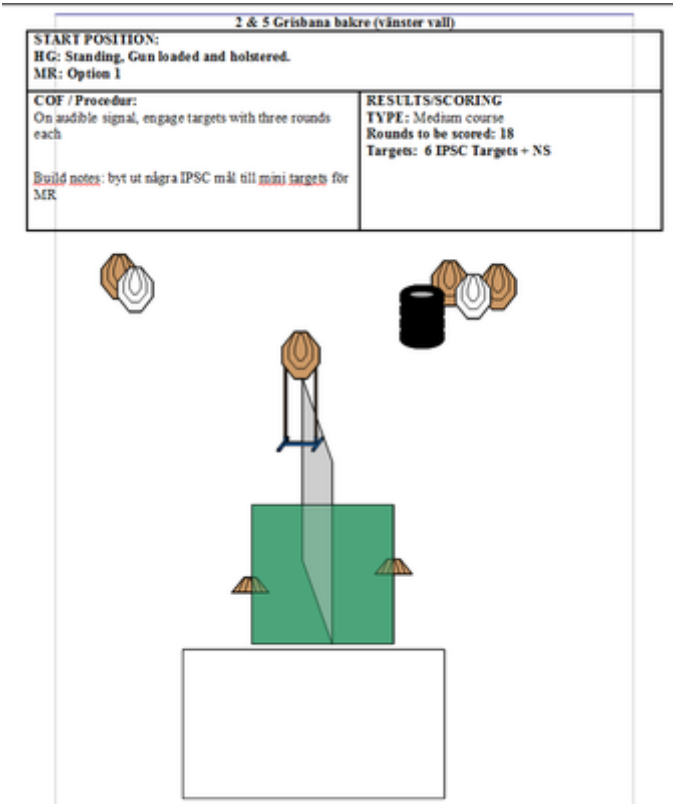 2 & 5 Grisbana bakre (vänster vall)
START POSITION:
HG: Standing, Gun loaded and holstered.
MR: Option 1
COF / Procedur:
On audible signal, engage targets with three rounds
each
Build notes: byt ut några IPSC mål till mini targets för
MR
RESULTS/SCORING
TYPE: Medium course
Rounds to be scored: 18
Targets: 6 IPSC Targets + NS